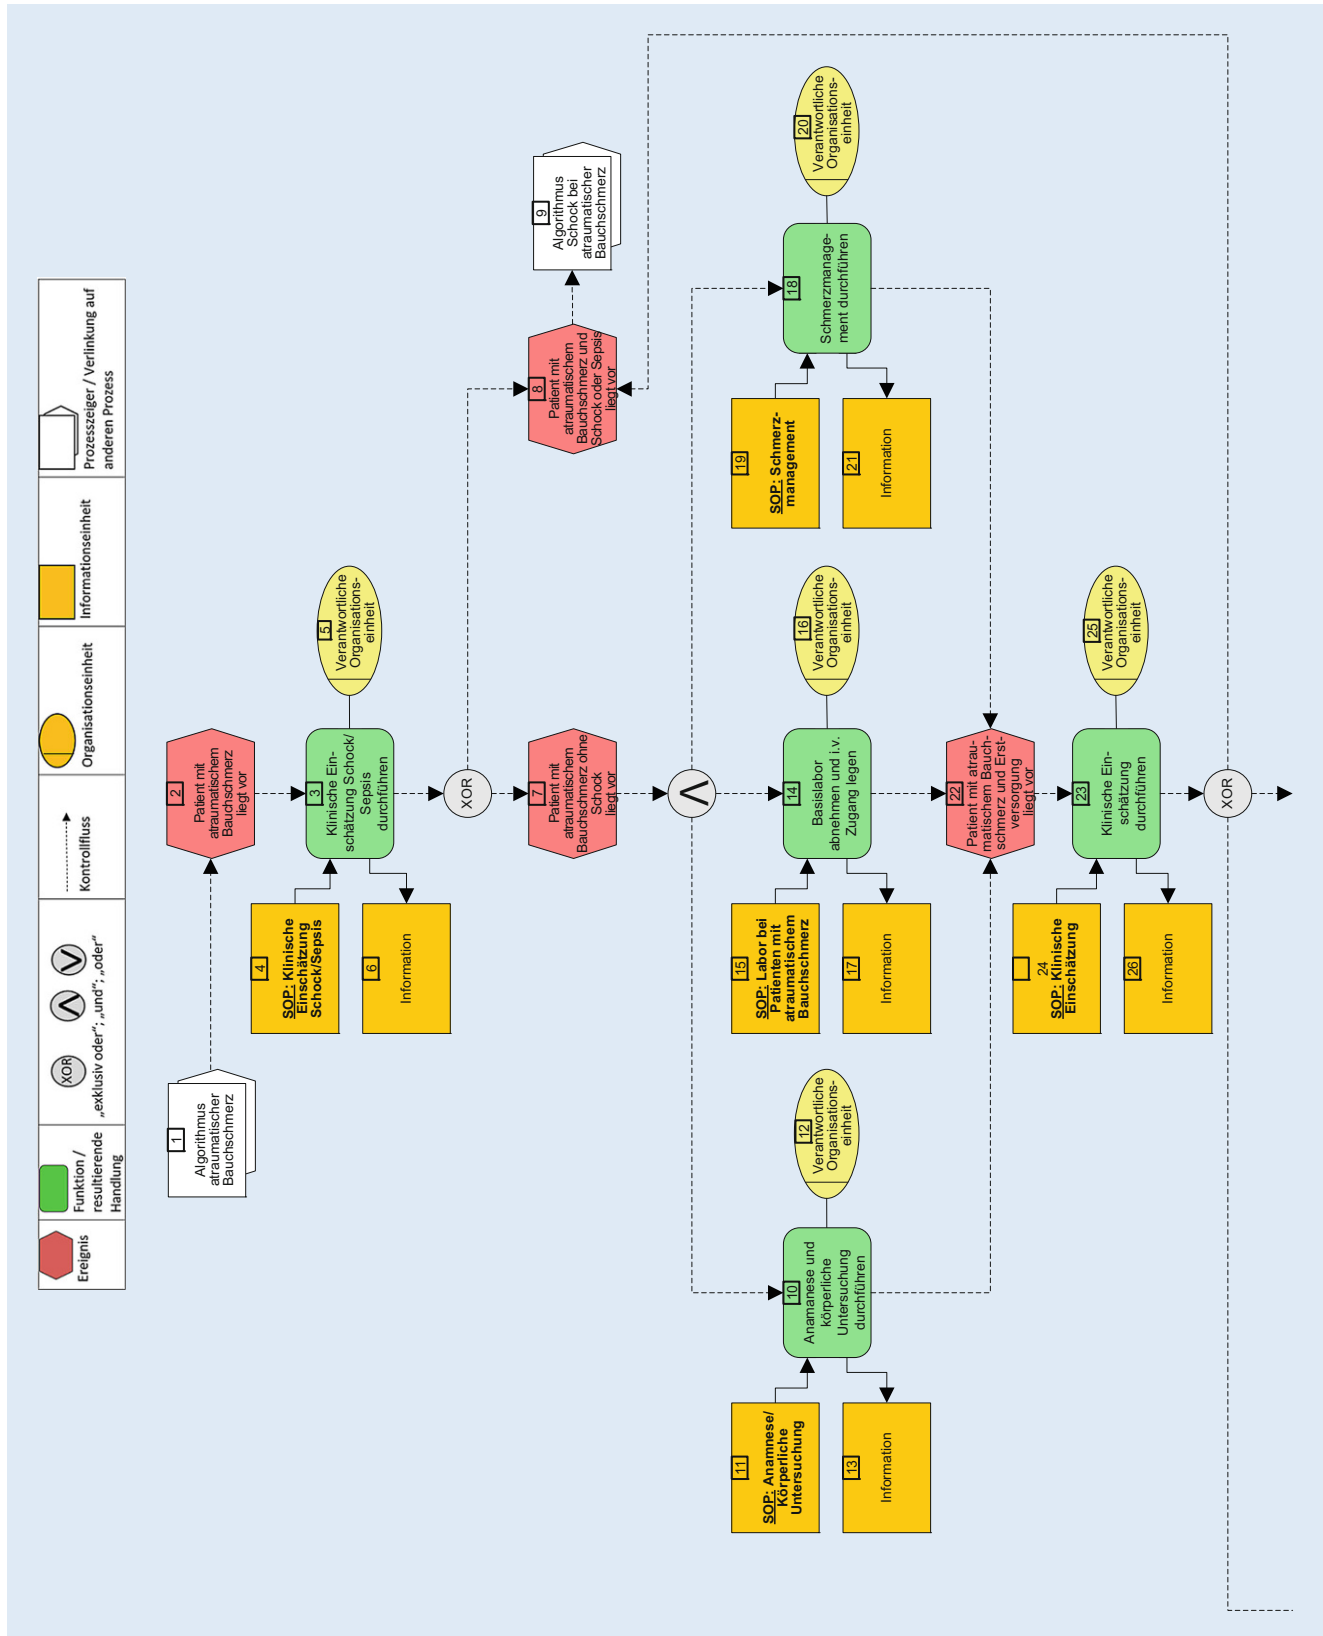 Ereignis
Funktion /
resultierende
Handlung
XOR
Λ
V
„exklusiv oder“; „und“; „oder“
Kontrollfluss
Organisationseinheit
Informationseinheit
Prozesszeiger / Verlinkung auf
anderen Prozess
1
Algorithmus
atraumatischer
Bauchschmerz
2
Patient mit
atraumatischem
Bauchschmerz
liegt vor
4
SOP: Klinische
Einschätzung
Schock/Sepsis
6
Information
3
Klinische Ein-
schätzung Schock/
Sepsis
durchführen
5
Verantwortliche
Organisations-
einheit
XOR
7
Patient mit
atraumatischem
Bauchschmerz ohne
Schock
liegt vor
8
Patient mit
atraumatischem
Bauchschmerz und
Schock oder Sepsis
liegt vor
9
Algorithmus
Schock bei
atraumatischer
Bauchschmerz
V
11
SOP: Anamnese/
Körperliche
Untersuchung
13
Information
10
Anamanese und
körperliche
Untersuchung
durchführen
12
Verantwortliche
Organisations-
einheit
15
SOP: Labor bei
Patienten mit
atraumatischem
Bauchschmerz
17
Information
14
Basislabor
abnehmen und i.v.
Zugang legen
16
Verantwortliche
Organisations-
einheit
19
SOP: Schmerz-
management
21
Information
18
Schmerzmanage-
ment durchführen
20
Verantwortliche
Organisations-
einheit
22
Patient mit atrau-
matischem Bauch-
schmerz und Erst-
versorgung
liegt vor
24
SOP: Klinische
Einschätzung
26
Information
23
Klinische Ein-
schätzung
durchführen
25
Verantwortliche
Organisations-
einheit
XOR